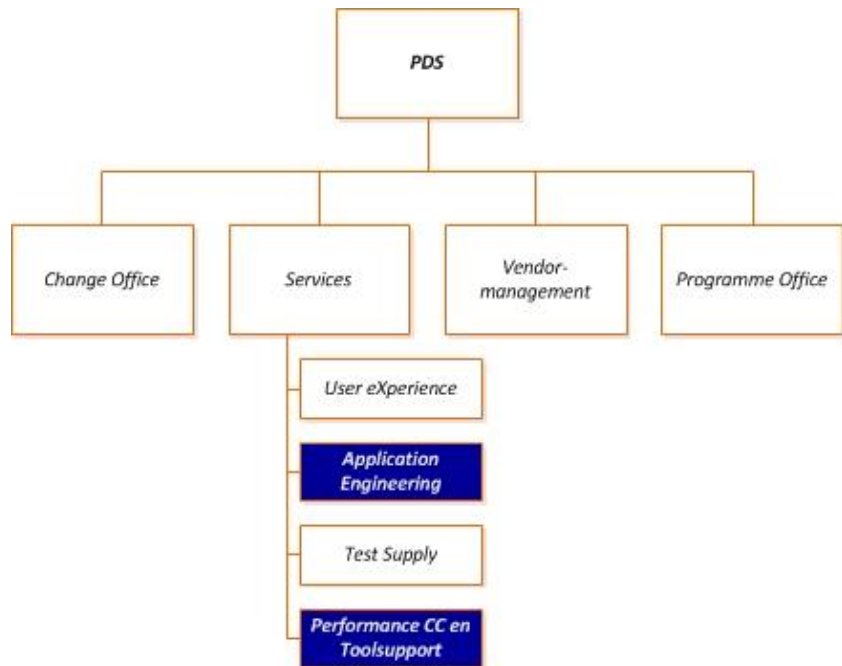 PDS
Change Office
Services
Vendor-
management
Programme Office
User eXperience
Application
Engineering
Test Supply
Performance CC en
Toolsupport